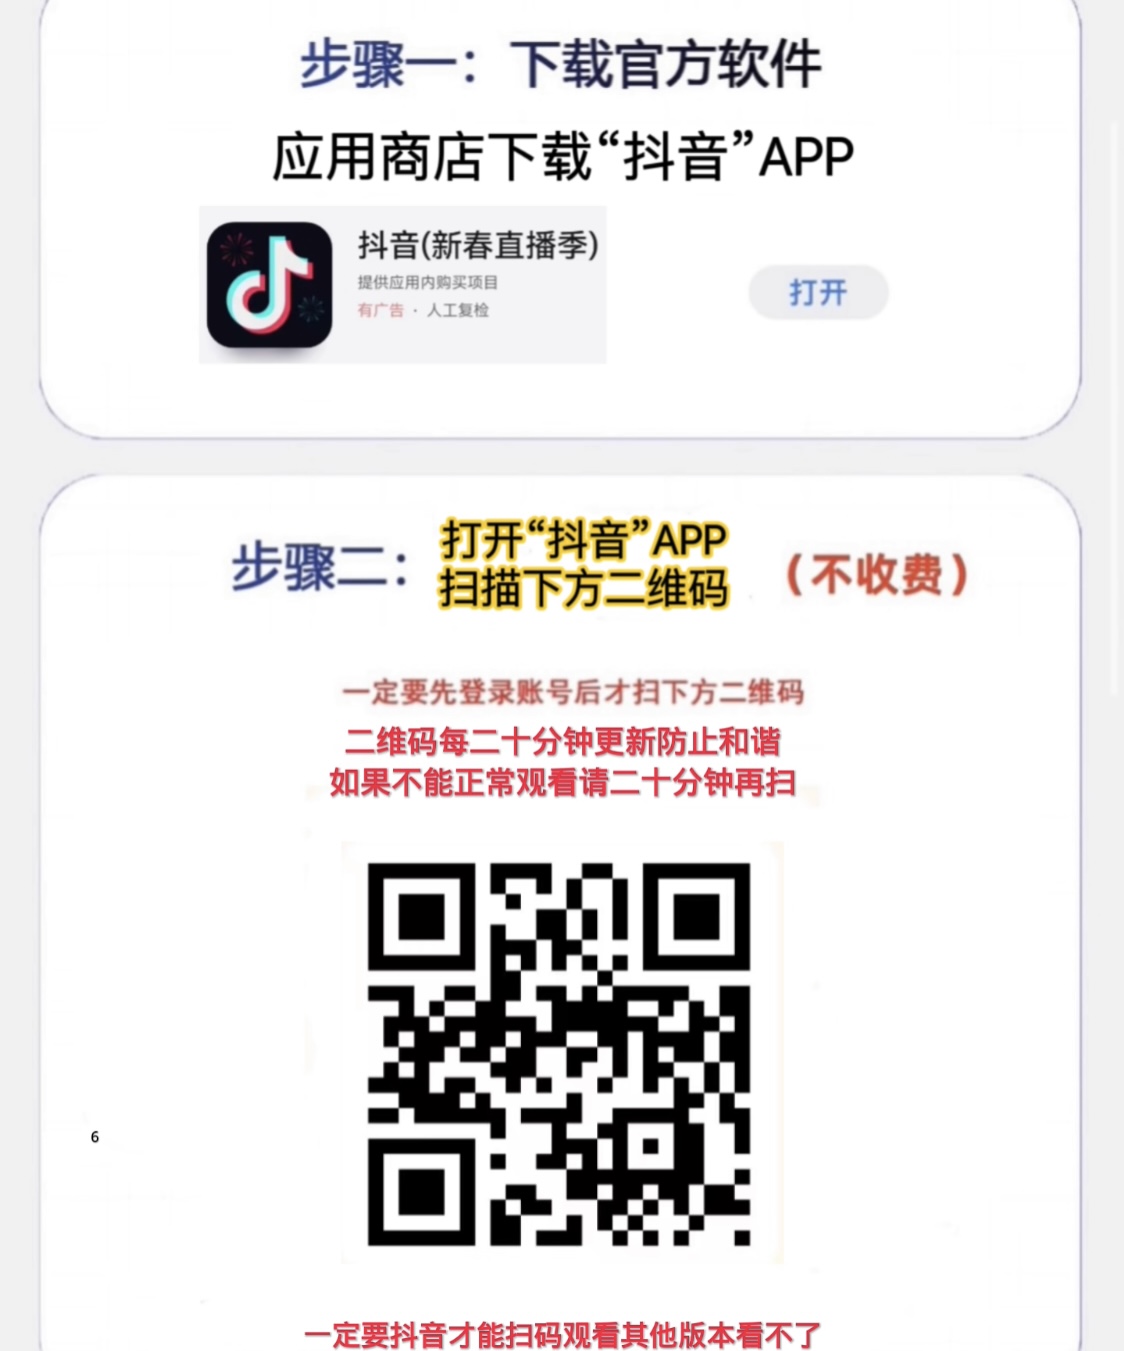 步骤一：下载官方软件
应用商店下载“抖音”APP
抖音(新春直播季)
提供应用内购买项目
有广告 · 人工复检
打开
步骤二：
打开“抖音”APP
扫描下方二维码
（不收费）
一定要先登录账号后才扫下方二维码
二维码每二十分钟更新防止和谐
如果不能正常观看请二十分钟再扫
6
一定要抖音才能扫码观看其他版本看不了